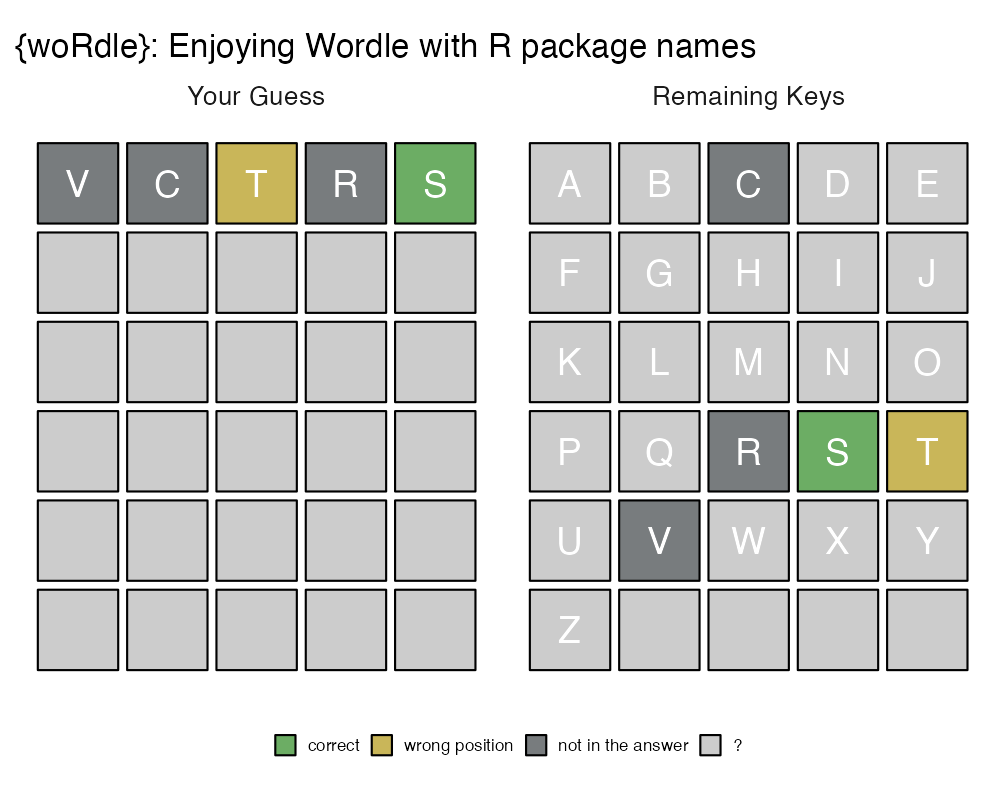 {woRdle}: Enjoying Wordle with R package names
Your Guess
Remaining Keys
V C T R S
A B C D E
F G H I J
K L M N O
P Q R S T
U V W X Y
Z
correct wrong position not in the answer ?